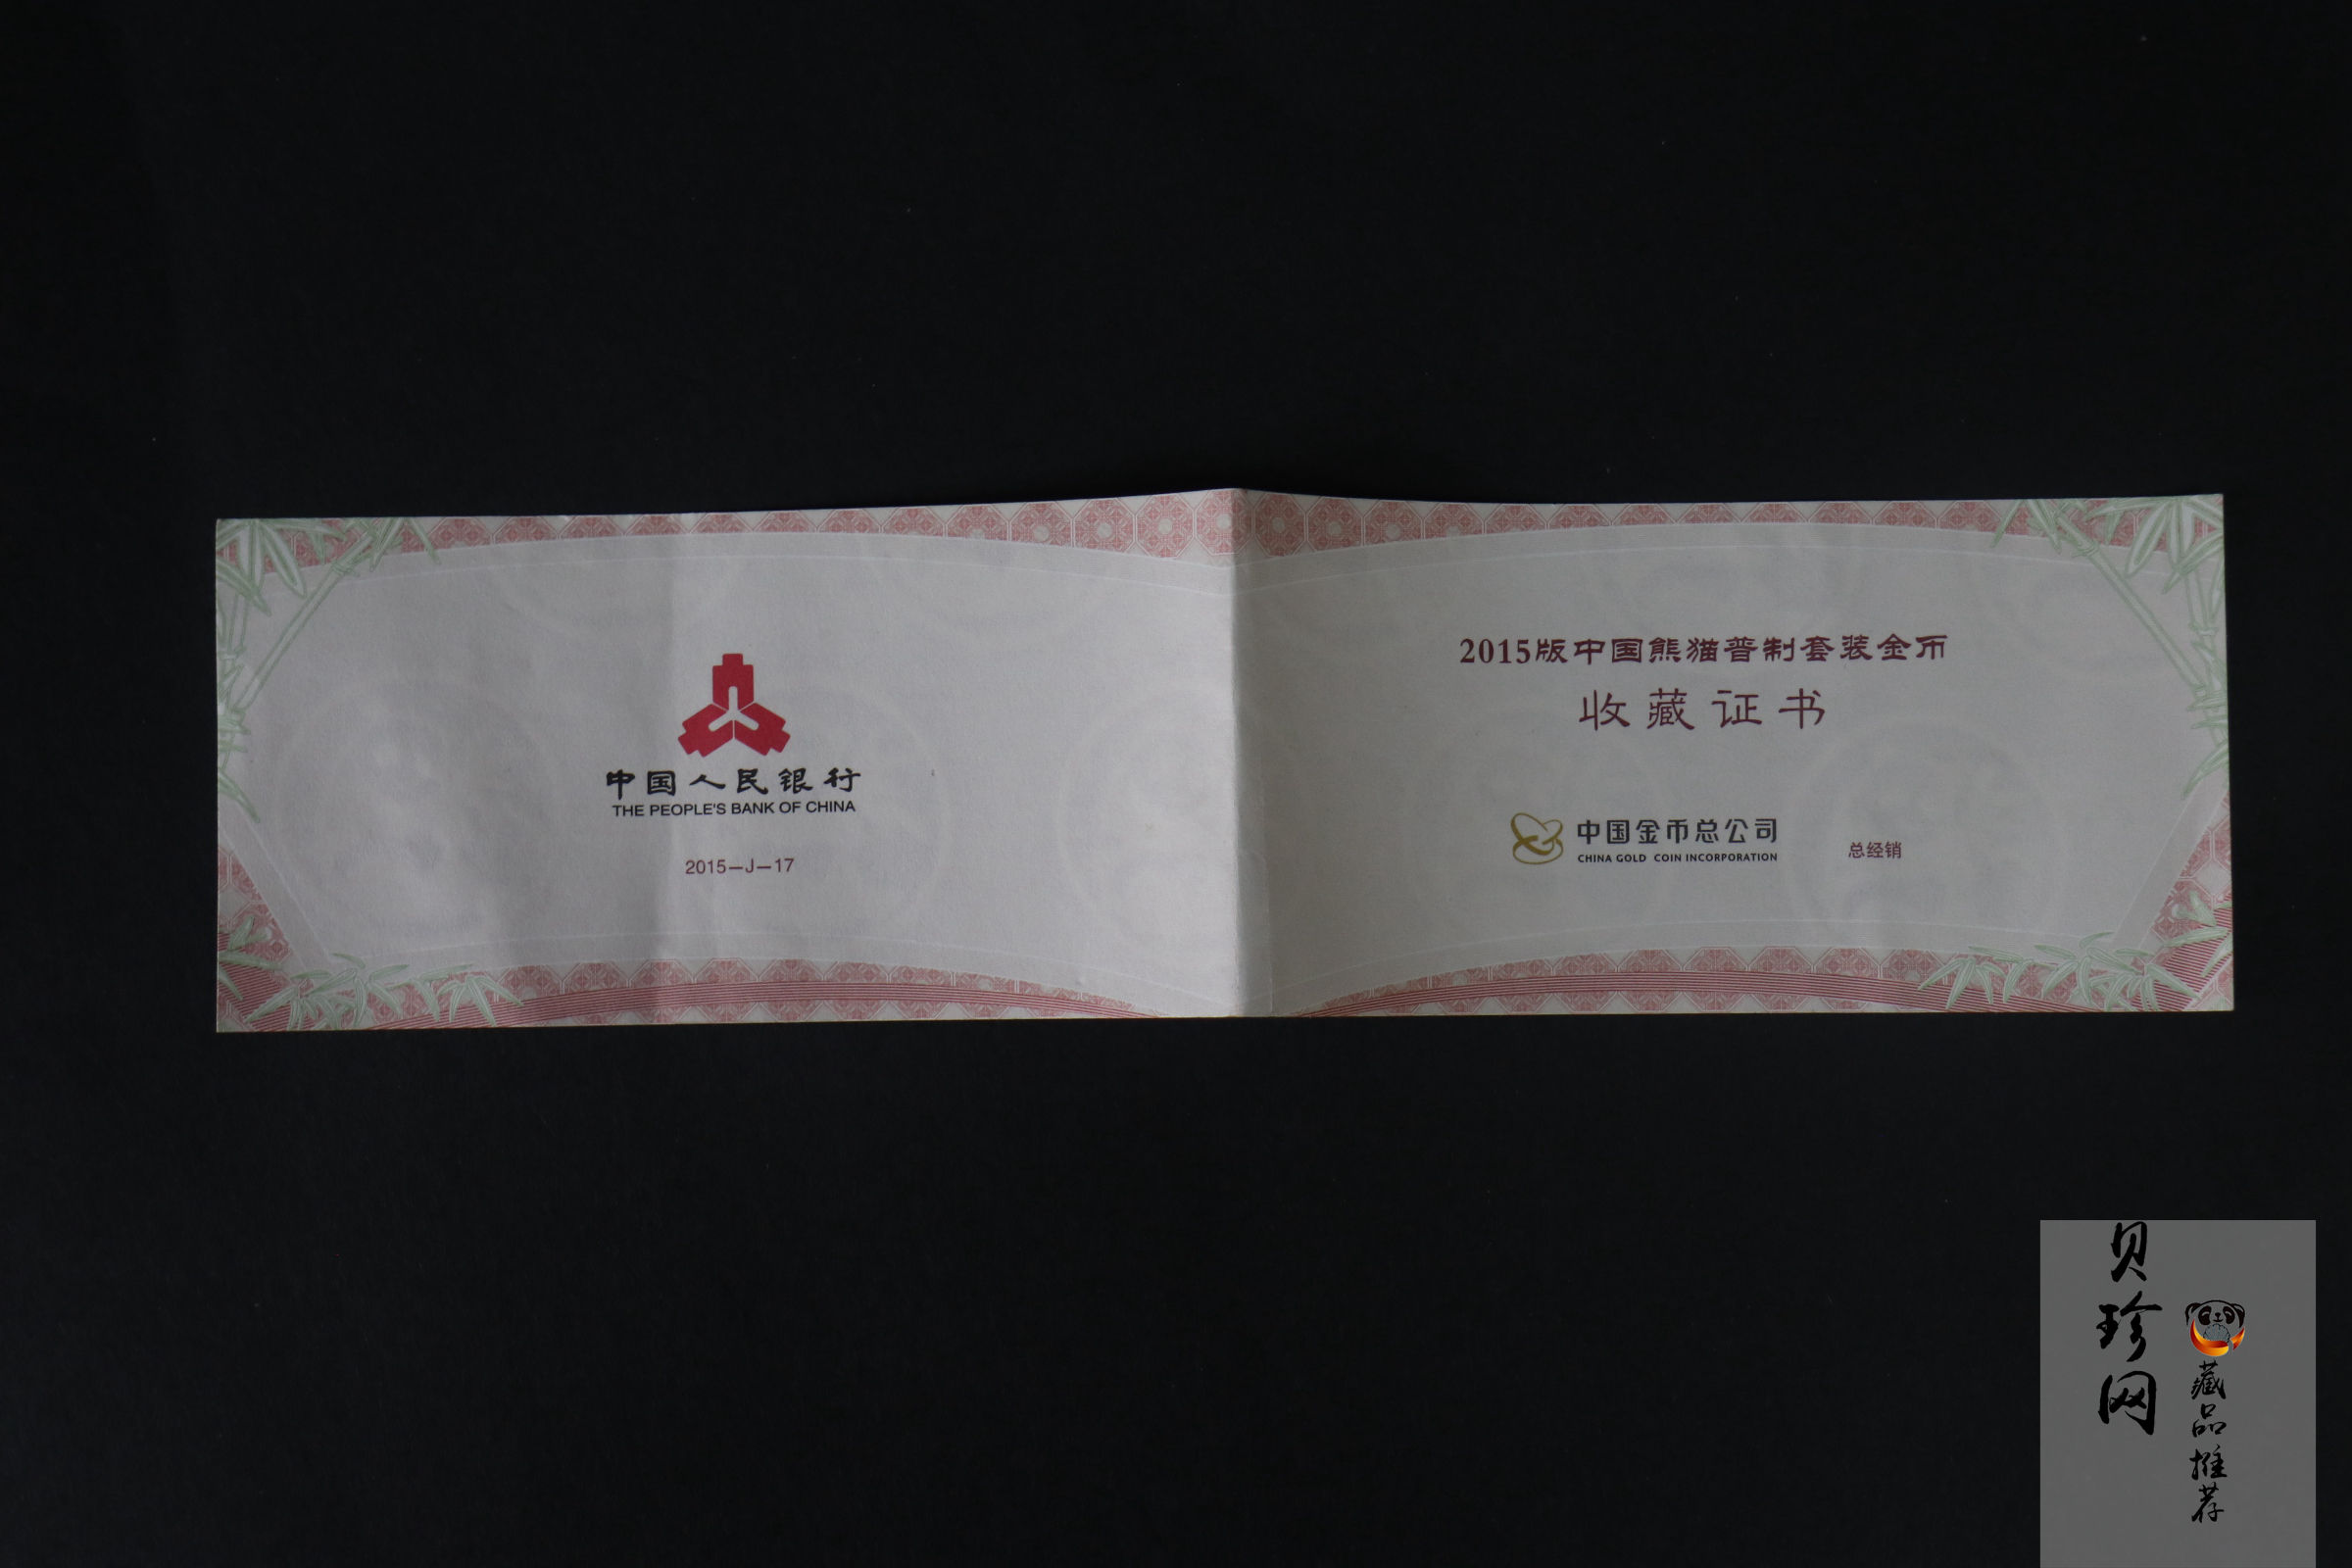 中国人民银行
THE PEOPLE'S BANK OF CHINA
2015—J—17
2015版中国熊猫普制套装金币
收藏证书
中国金币总公司
CHINA GOLD COIN INCORPORATION
总经销
贝珍网
藏品推荐